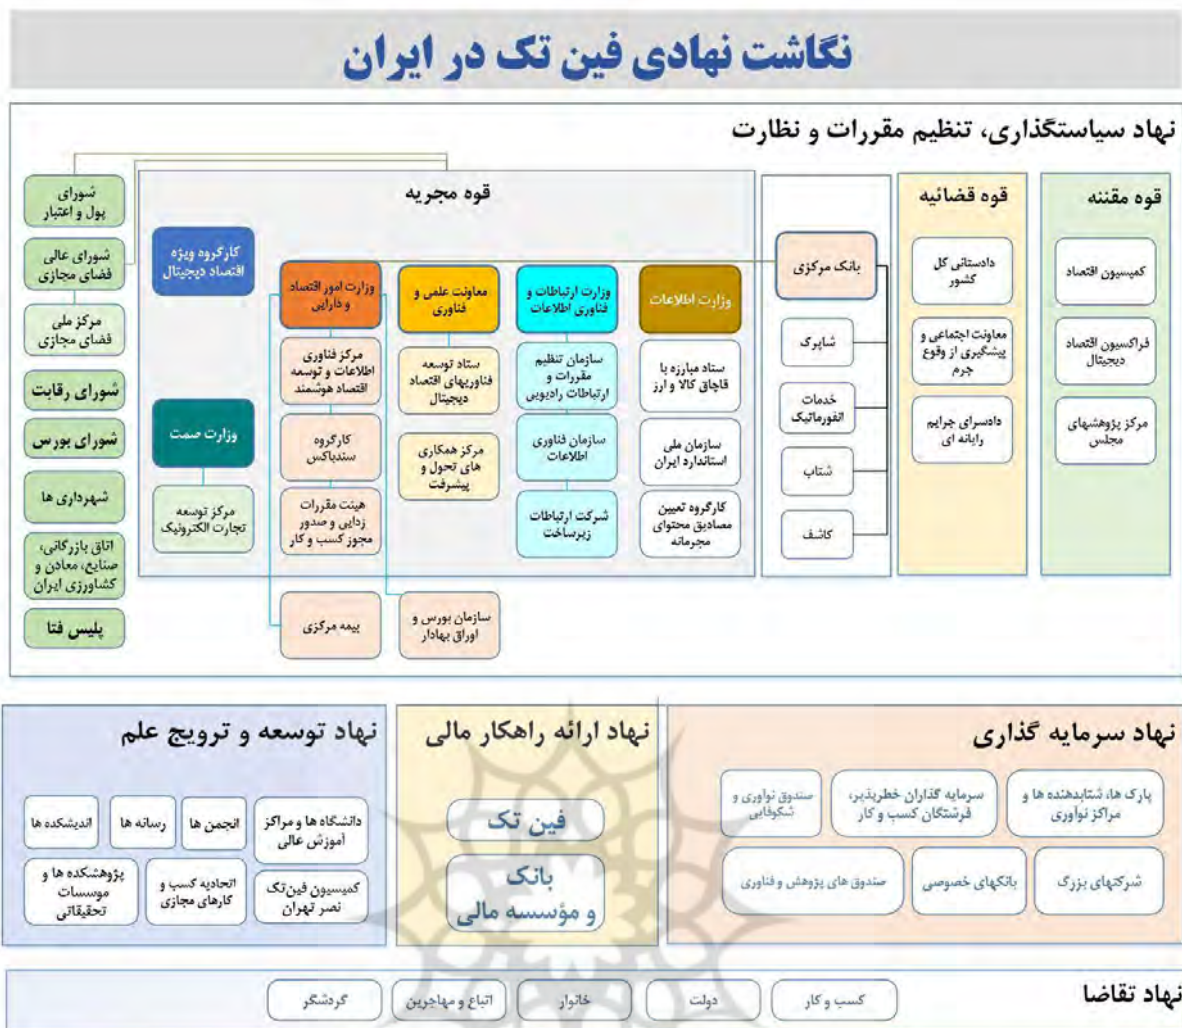 نگاشت نهادی فین تک در ایران
نهاد سیاستگذاری، تنظیم مقررات و نظارت
قوه مقننه
کمیسیون اقتصاد
فراکسیون اقتصاد
دیجیتال
مرکز پژوهشهای
مجلس
قوه قضائیه
دادستانی کل
کشور
معاونت اجتماعی و
پیشگیری از وقوع
جرم
دادسرای جرایم
رایانه ای
بانک مرکزی
شاپرک
خدمات
انفورماتیک
شتاب
کاشف
قوه مجریه
وزارت اطلاعات
ستاد مبارزه با
قاچاق کالا و ارز
سازمان ملی
استاندارد ایران
کارگروه تعیین
مصادیق محتوای
مجرمانه
وزارت ارتباطات و
فناوری اطلاعات
سازمان تنظیم
مقررات و
ارتباطات رادیویی
سازمان فناوری
اطلاعات
شرکت ارتباطات
زیرساخت
معاونت علمی و
فناوری
ستاد توسعه
فناوریهای اقتصاد
دیجیتال
مرکز همکاری
های تحول و
پیشرفت
وزارت امور اقتصاد
و دارایی
مرکز فناوری
اطلاعات و توسعه
اقتصاد هوشمند
کارگروه
سندباکس
هیئت مقررات
زدایی و صدور
مجوز کسب و کار
کارگروه ویژه
اقتصاد دیجیتال
وزارت صمت
مرکز توسعه
تجارت الکترونیک
سازمان بورس و
اوراق بهادار
بیمه مرکزی
شورای
پول و اعتبار
شورای عالی
فضای مجازی
مرکز ملی
فضای مجازی
شورای رقابت
شورای بورس
شهرداری ها
اتاق بازرگانی،
صنایع، معادن و
کشاورزی ایران
پلیس فتا
نهاد سرمایه گذاری
پارک ها، شتابدهنده ها و
مراکز نوآوری
سرمایه گذاران خطرپذیر،
فرشتگان کسب و کار
صندوق نوآوری و
شکوفایی
شرکتهای بزرگ
بانکهای خصوصی
صندوق های پژوهش و فناوری
نهاد ارائه راهکار مالی
فین تک
بانک
و مؤسسه مالی
نهاد توسعه و ترویج علم
دانشگاه ها و مراکز
آموزش عالی
انجمن ها
رسانه ها
اندیشکده ها
کمیسیون فین‌تک
نصر تهران
اتحادیه کسب و
کارهای مجازی
پژوهشکده ها و
موسسات
تحقیقاتی
نهاد تقاضا
کسب و کار
دولت
خانوار
اتباع و مهاجرین
گردشگر